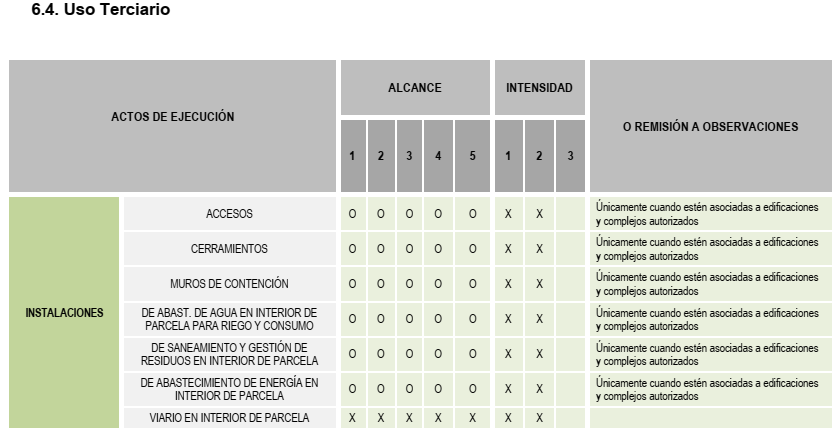 6.4. Uso Terciario
ACTOS DE EJECUCIÓN
ALCANCE
INTENSIDAD
O REMISIÓN A OBSERVACIONES
1 2 3 4 5 1 2 3
INSTALACIONES
ACCESOS O O O O O X X Únicamente cuando estén asociadas a edificaciones
y complejos autorizados
CERRAMIENTOS O O O O O X X Únicamente cuando estén asociadas a edificaciones
y complejos autorizados
MUROS DE CONTENCIÓN O O O O O X X Únicamente cuando estén asociadas a edificaciones
y complejos autorizados
DE ABAST. DE AGUA EN INTERIOR DE
PARCELA PARA RIEGO Y CONSUMO O O O O O X X Únicamente cuando estén asociadas a edificaciones
y complejos autorizados
DE SANEAMIENTO Y GESTIÓN DE
RESIDUOS EN INTERIOR DE PARCELA O O O O O X X Únicamente cuando estén asociadas a edificaciones
y complejos autorizados
DE ABASTECIMIENTO DE ENERGÍA EN
INTERIOR DE PARCELA O O O O O X X Únicamente cuando estén asociadas a edificaciones
y complejos autorizados
VIARIO EN INTERIOR DE PARCELA X X X X X X X